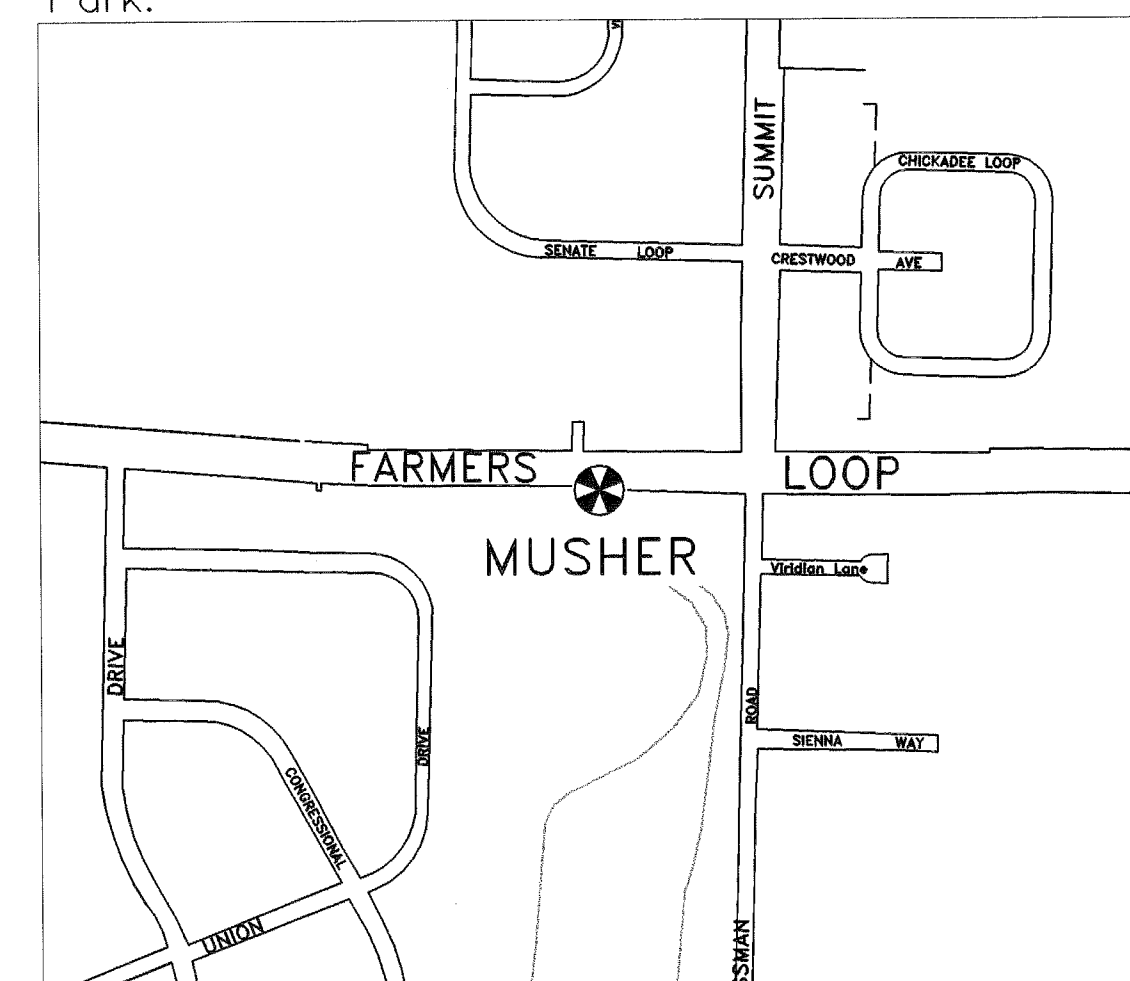 Park.
SUMMIT
CHICKADEE LOOP
SENATE LOOP
CRESTWOOD AVE
FARMERS LOOP
MUSHER
Viridian Lane
DRIVE
ROAD
DRIVE
SIENNA WAY
CONGRESSIONAL
UNION
SSMAN